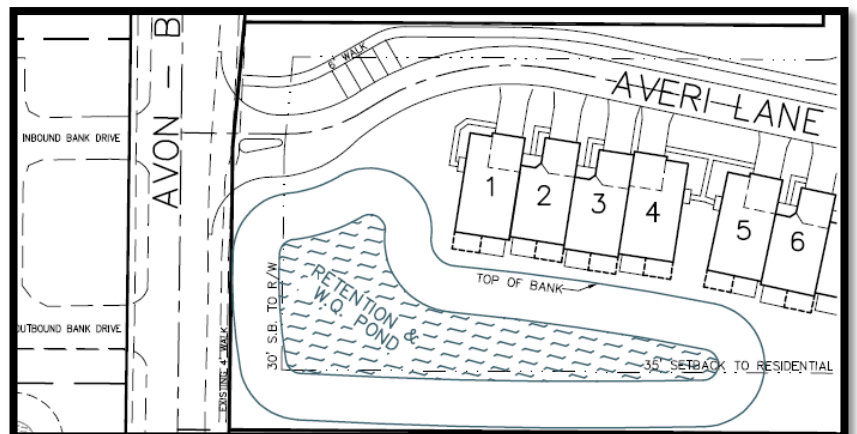 AVON - B
6' WALK
AVERI LANE
INBOUND BANK DRIVE
1
2
3
4
5
6
TOP OF BANK
RETENTION &
W.Q. POND
30' S.B. TO R/W
OUTBOUND BANK DRIVE
EXISTING 4' WALK
35' SETBACK TO RESIDENTIAL